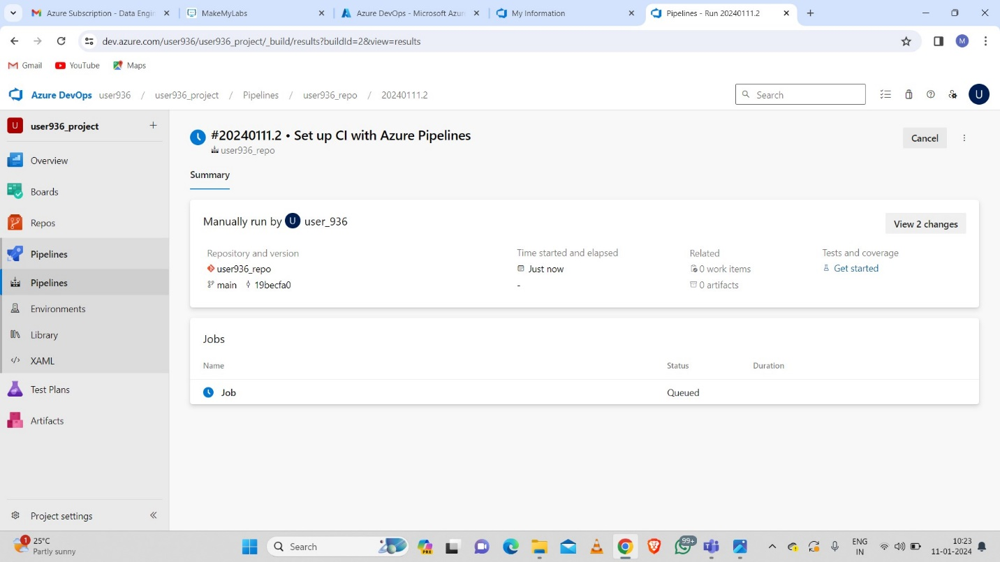 Azure Subscription - Data Engin
MakeMyLabs
Azure DevOps - Microsoft Azure
My Information
Pipelines - Run 20240111.2
dev.azure.com/user936/user936_project/_build/results?buildId=2&view=results
M
Gmail
YouTube
Maps
Azure DevOps user936 / user936_project / Pipelines / user936_repo / 20240111.2
Search
U
U user936_project
Overview
Boards
Repos
Pipelines
Pipelines
Environments
Library
XAML
Test Plans
Artifacts
Project settings
#20240111.2 • Set up CI with Azure Pipelines
user936_repo
Cancel
Summary
Manually run by U user_936
View 2 changes
Repository and version
user936_repo
main 19becfa0
Time started and elapsed
Just now
-
Related
0 work items
0 artifacts
Tests and coverage
Get started
Jobs
Name Status Duration
Job Queued
1
25°C
Partly sunny
Search
PRE
99+
ENG
IN
10:23
11-01-2024